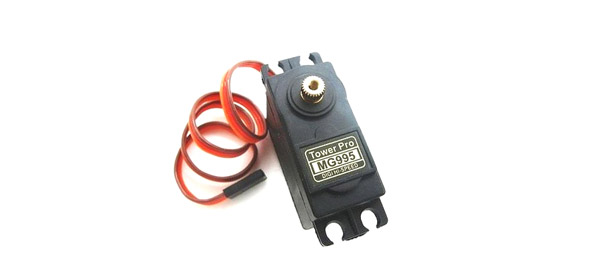 Tower Pro
MG995
DIGI HI-SPEED